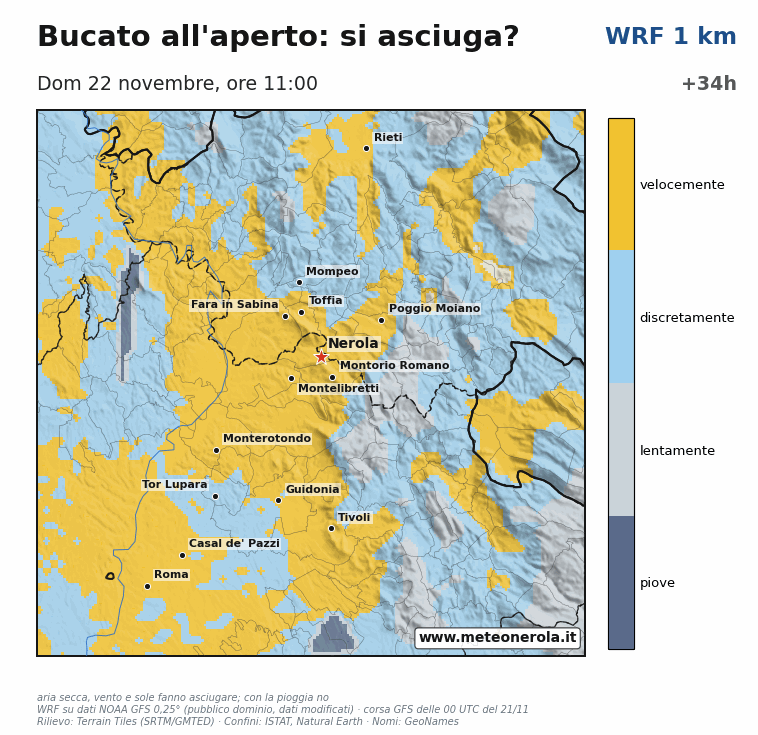 Bucato all'aperto: si asciuga?
WRF 1 km
Dom 22 novembre, ore 11:00
+34h
Rieti
Mompeo
Fara in Sabina
Toffia
Poggio Moiano
Nerola
Montorio Romano
Montelibretti
Monterotondo
Tor Lupara
Guidonia
Tivoli
Casal de' Pazzi
Roma
www.meteonerola.it
velocemente
discretamente
lentamente
piove
aria secca, vento e sole fanno asciugare; con la pioggia no
WRF su dati NOAA GFS 0,25° (pubblico dominio, dati modificati) · corsa GFS delle 00 UTC del 21/11
Rilievo: Terrain Tiles (SRTM/GMTED) · Confini: ISTAT, Natural Earth · Nomi: GeoNames